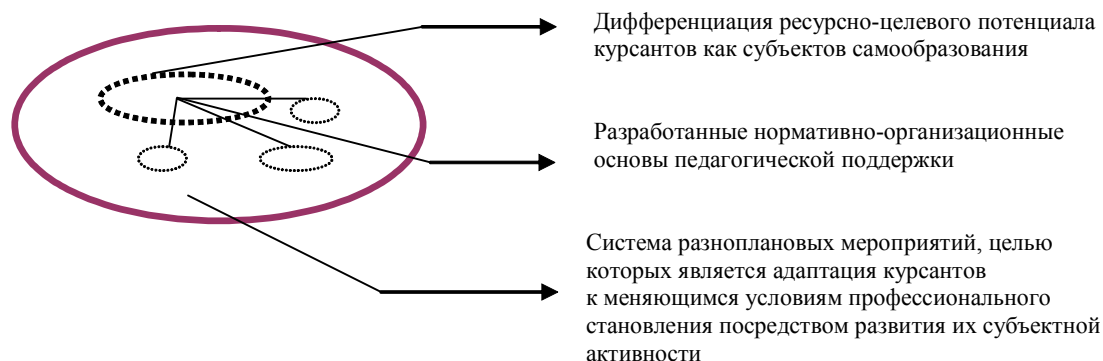 Дифференциация ресурсно-целевого потенциала
курсантов как субъектов самообразования
Разработанные нормативно-организационные
основы педагогической поддержки
Система разноплановых мероприятий, целью
которых является адаптация курсантов
к меняющимся условиям профессионального
становления посредством развития их субъектной
активности